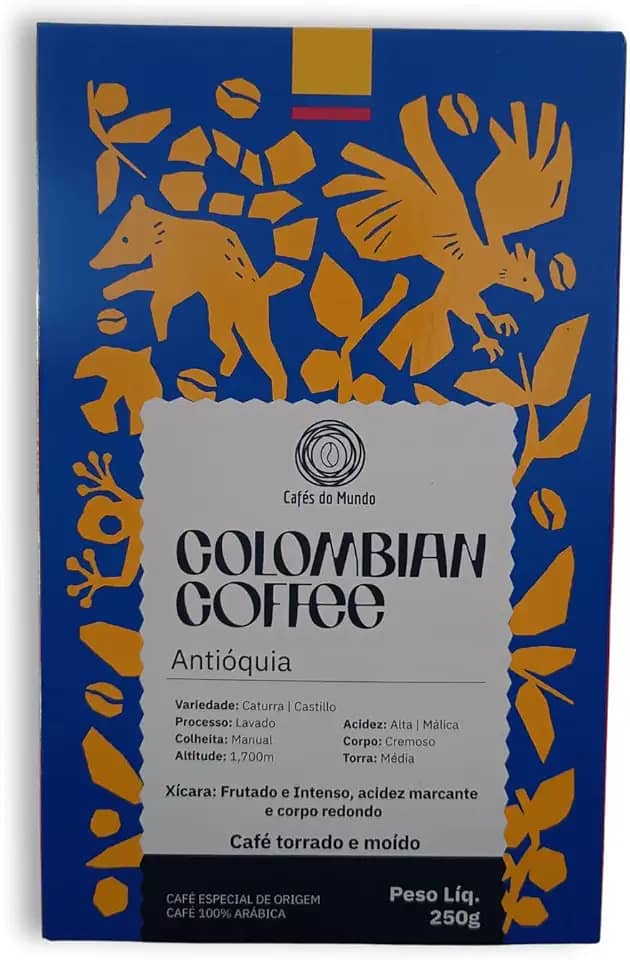 Cafés do Mundo
COLOMBIAN
COFFEE
Antióquia
Variedade: Caturra | Castillo
Processo: Lavado
Colheita: Manual
Altitude: 1,700m
Acidez: Alta | Málica
Corpo: Cremoso
Torra: Média
Xícara: Frutado e Intenso, acidez marcante
e corpo redondo
Café torrado e moído
CAFÉ ESPECIAL DE ORIGEM
CAFÉ 100% ARÁBICA
Peso Líq.
250g